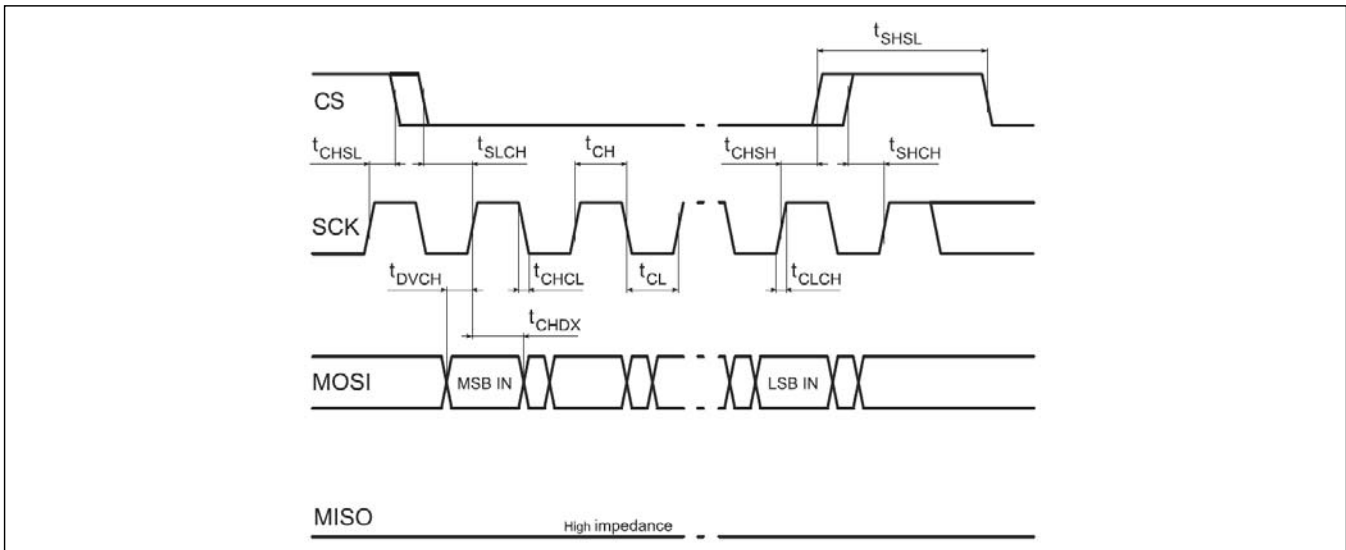 tSHSL
CS
tCHSL
tSLCH
tCH
tCHSH
tSHCH
SCK
tDVCH
tCHCL
tCL
tCLCH
tCHDX
MOSI
MSB IN
LSB IN
MISO
High impedance